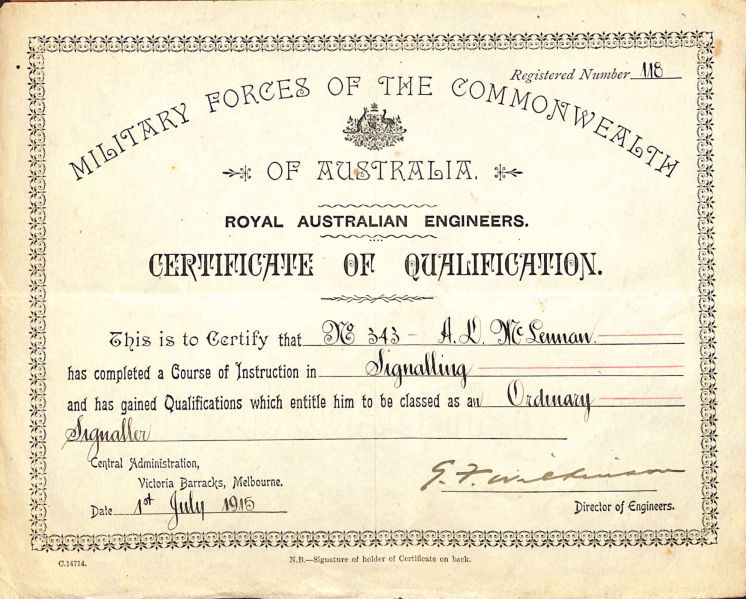 Registered Number 118
MILITARY FORCES OF THE COMMONWEALTH
OF AUSTRALIA.
ROYAL AUSTRALIAN ENGINEERS.
CERTIFICATE OF QUALIFICATION.
This is to Certify that No 343 - A. D. McLennan.
has completed a Course of Instruction in Signalling
and has gained Qualifications which entitle him to be classed as an Ordinary
Signaller
Central Administration,
Victoria Barracks, Melbourne.
G. F. Wilkinson
Date 1st July 1915
Director of Engineers.
C.14714.
N.B.—Signature of holder of Certificate on back.